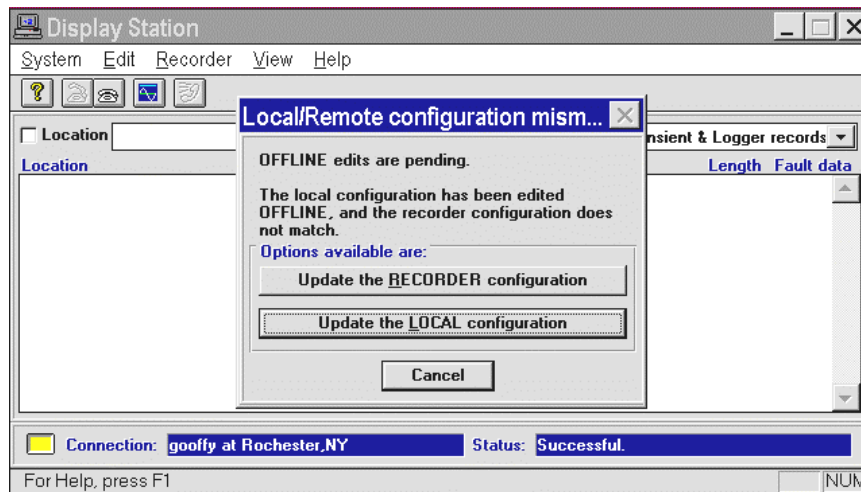 Display Station
System Edit Recorder View Help
Local/Remote configuration mism...
Location
nsient & Logger records
Location Length Fault data
OFFLINE edits are pending.
The local configuration has been edited
OFFLINE, and the recorder configuration does
not match.
Options available are:
Update the RECORDER configuration
Update the LOCAL configuration
Cancel
Connection: gooffy at Rochester,NY Status: Successful.
For Help, press F1 NUM